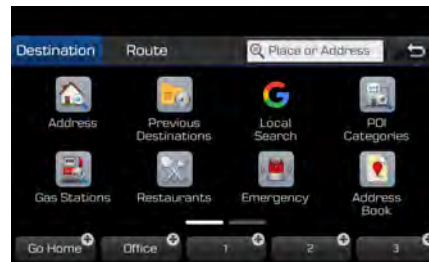 Destination
Route
Place or Address
Address
Previous
Destinations
Local
Search
POI
Categories
Gas Stations
Restaurants
Emergency
Address
Book
Go Home
Office
1
2
3